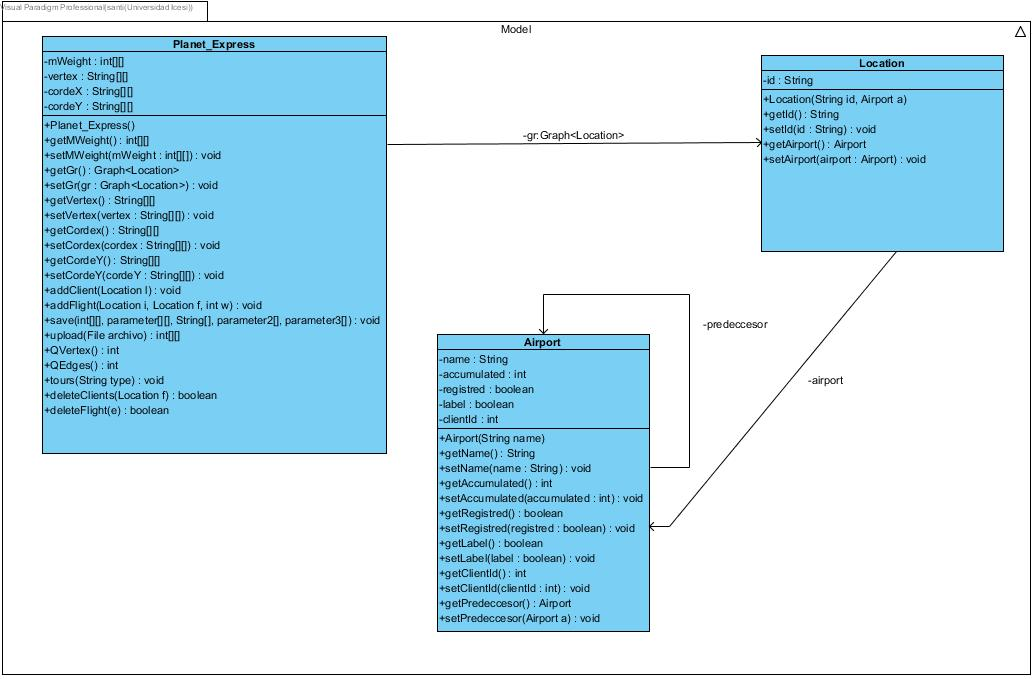 Visual Paradigm Professional(santi(Universidad Icesi))
Model
Planet_Express
-mWeight : int[][]
-vertex : String[][]
-cordeX : String[][]
-cordeY : String[][]
+Planet_Express()
+getMWeight() : int[][]
+setMWeight(mWeight : int[][]) : void
+getGr() : Graph<Location>
+setGr(gr : Graph<Location>) : void
+getVertex() : String[][]
+setVertex(vertex : String[][]) : void
+getCordex() : String[][]
+setCordex(cordex : String[][]) : void
+getCordeY() : String[][]
+setCordeY(cordeY : String[][]) : void
+addClient(Location l) : void
+addFlight(Location i, Location f, int w) : void
+save(int[][], parameter[][], String[], parameter2[], parameter3[]) : void
+upload(File archivo) : int[][]
+QVertex() : int
+QEdges() : int
+tours(String type) : void
+deleteClients(Location f) : boolean
+deleteFlight(e) : boolean
-gr:Graph<Location>
Location
-id : String
+Location(String id, Airport a)
+getId() : String
+setId(id : String) : void
+getAirport() : Airport
+setAirport(airport : Airport) : void
-predeccesor
-airport
Airport
-name : String
-accumulated : int
-registred : boolean
-label : boolean
-clientId : int
+Airport(String name)
+getName() : String
+setName(name : String) : void
+getAccumulated() : int
+setAccumulated(accumulated : int) : void
+getRegistred() : boolean
+setRegistred(registred : boolean) : void
+getLabel() : boolean
+setLabel(label : boolean) : void
+getClientId() : int
+setClientId(clientId : int) : void
+getPredeccesor() : Airport
+setPredeccesor(Airport a) : void